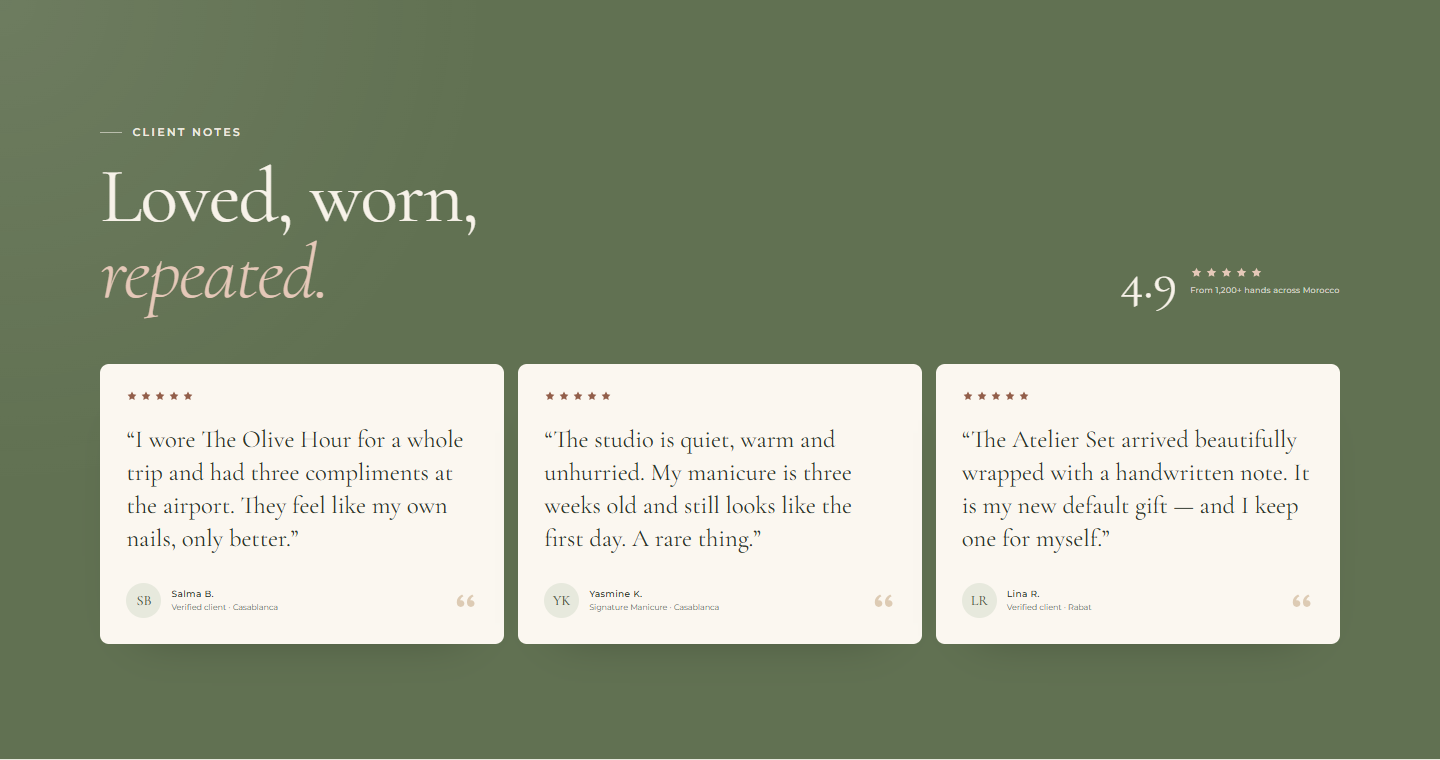 CLIENT NOTES
Loved, worn,
repeated.
4.9
From 1,200+ hands across Morocco
“I wore The Olive Hour for a whole
trip and had three compliments at
the airport. They feel like my own
nails, only better.”
SB
Salma B.
Verified client · Casablanca
“The studio is quiet, warm and
unhurried. My manicure is three
weeks old and still looks like the
first day. A rare thing.”
YK
Yasmine K.
Signature Manicure · Casablanca
“The Atelier Set arrived beautifully
wrapped with a handwritten note. It
is my new default gift — and I keep
one for myself.”
LR
Lina R.
Verified client · Rabat